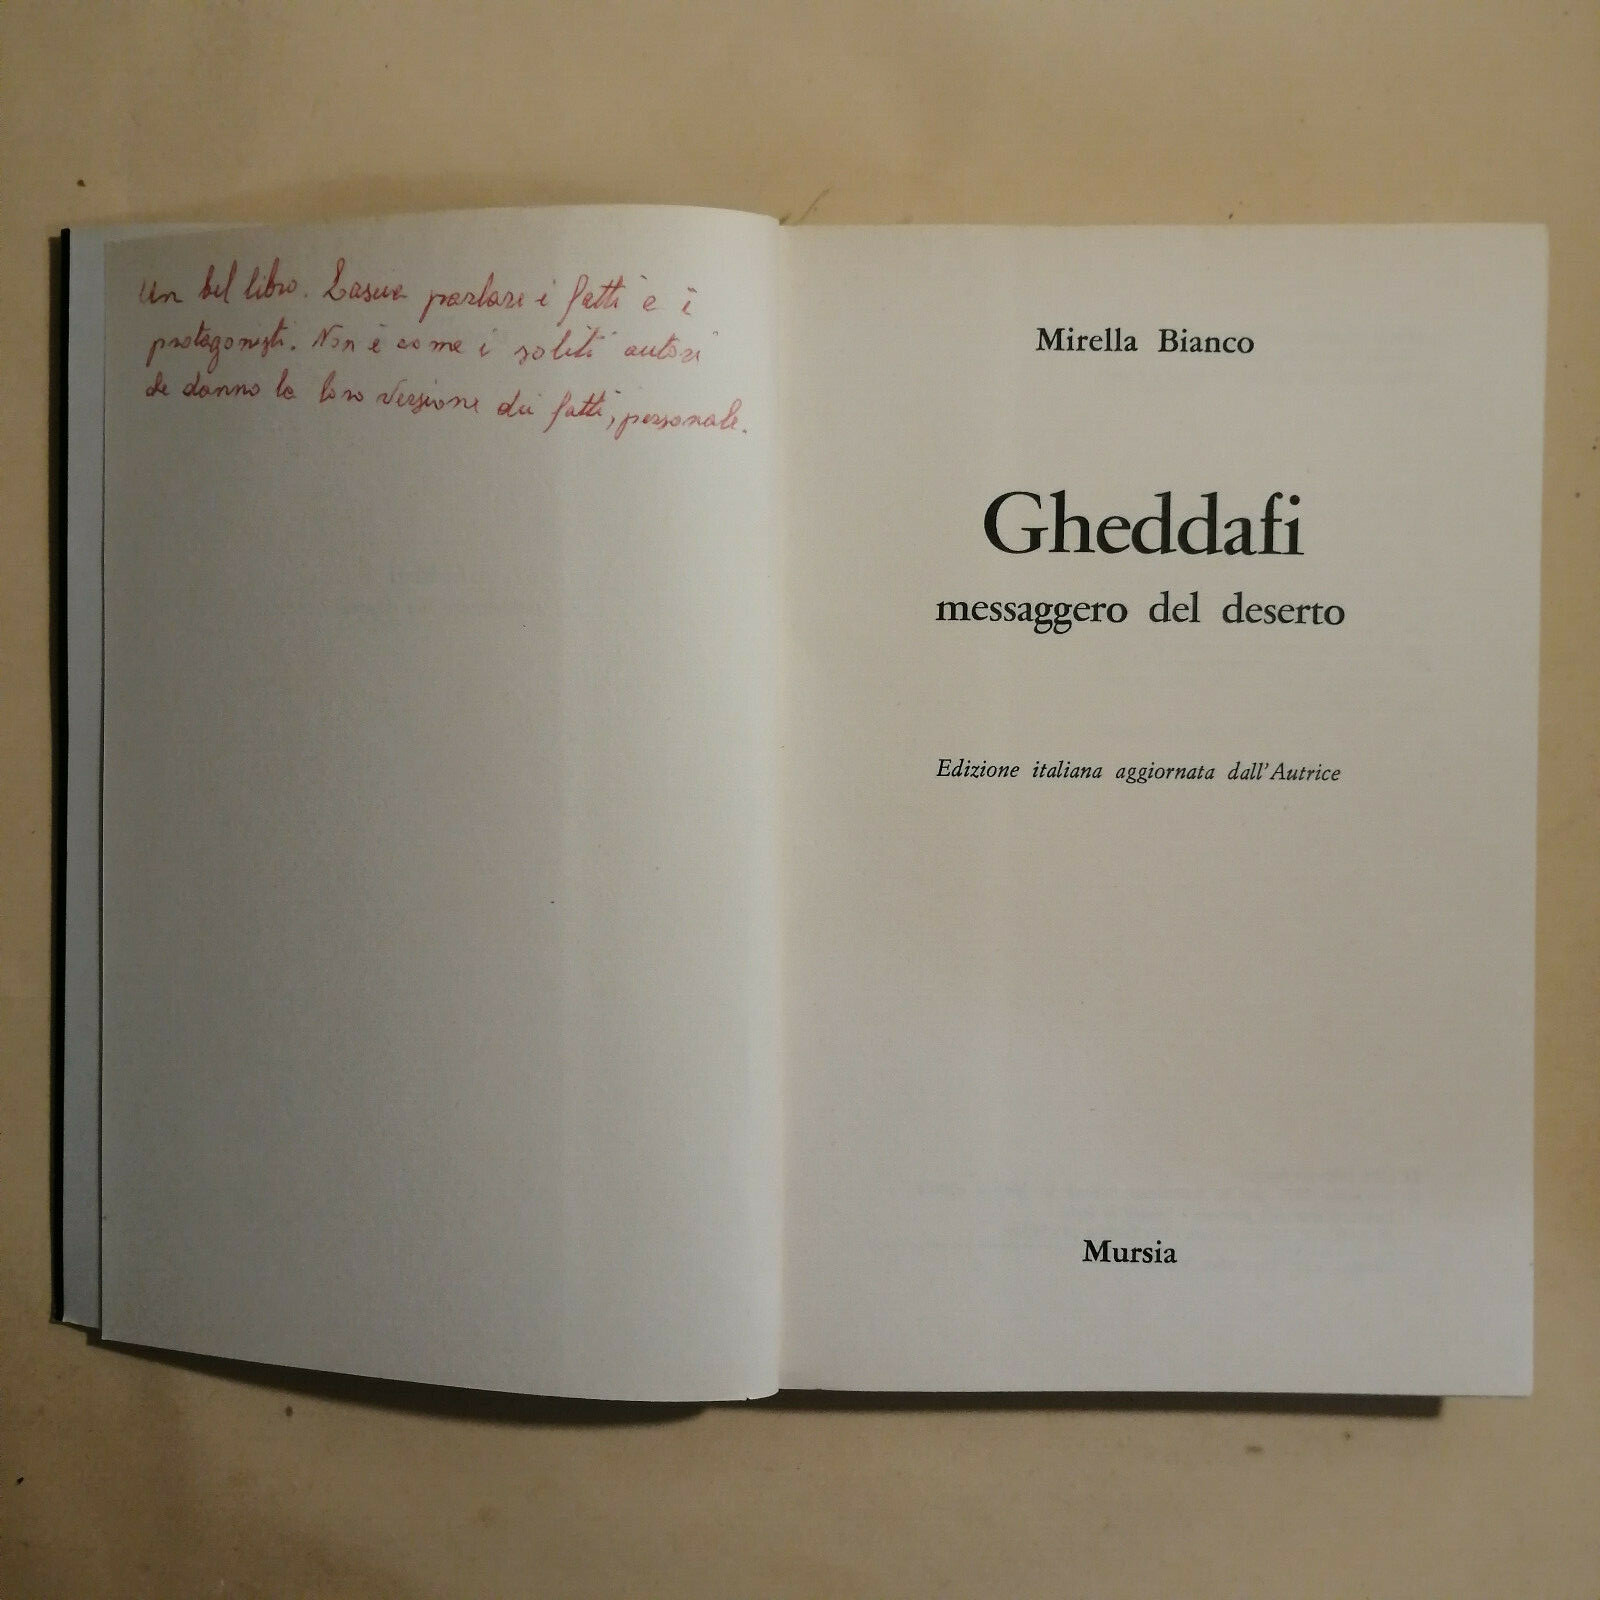 Un bel libro. Lascia parlare i fatti e i
protagonisti. Non è come i soliti autori
che danno la loro versione dei fatti, personale.
Mirella Bianco
Gheddafi
messaggero del deserto
Edizione italiana aggiornata dall'Autrice
Mursia